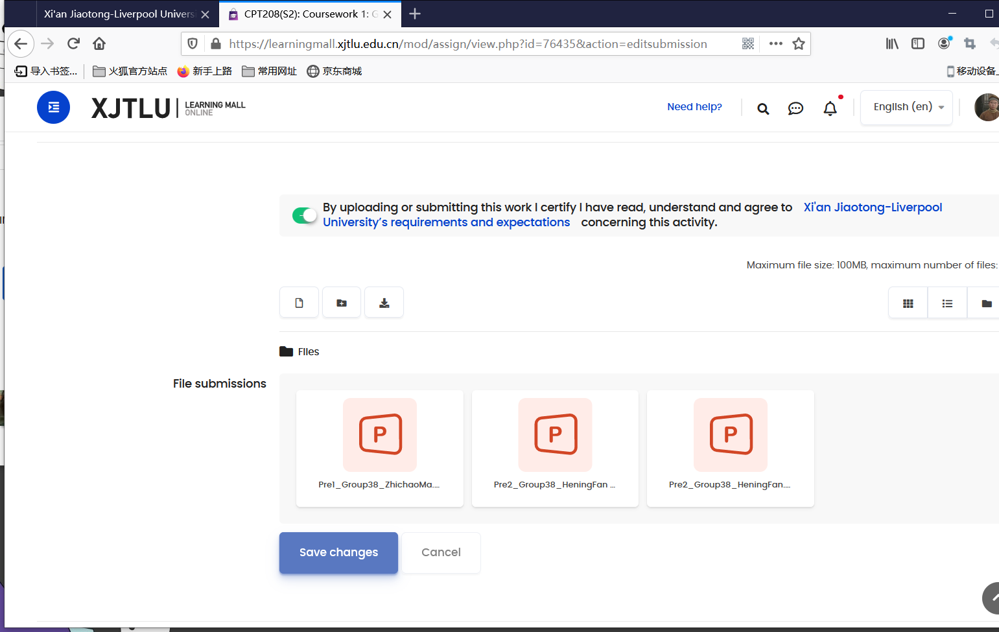 Xi'an Jiaotong-Liverpool Universi
CPT208(S2): Coursework 1: G
https://learningmall.xjtlu.edu.cn/mod/assign/view.php?id=76435&action=editsubmission
导入书签...
火狐官方站点
新手上路
常用网址
京东商城
移动设备
XJTLU
LEARNING MALL
ONLINE
Need help?
English (en)
By uploading or submitting this work I certify I have read, understand and agree to Xi'an Jiaotong-Liverpool
University's requirements and expectations concerning this activity.
Maximum file size: 100MB, maximum number of files:
Files
File submissions
P
P
P
Pre1_Group38_ZhichaoMa....
Pre2_Group38_HeningFan ...
Pre2_Group38_HeningFan....
Save changes
Cancel